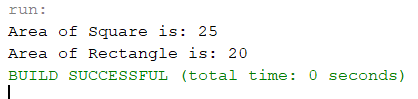 run:
Area of Square is: 25
Area of Rectangle is: 20
BUILD SUCCESSFUL (total time: 0 seconds)